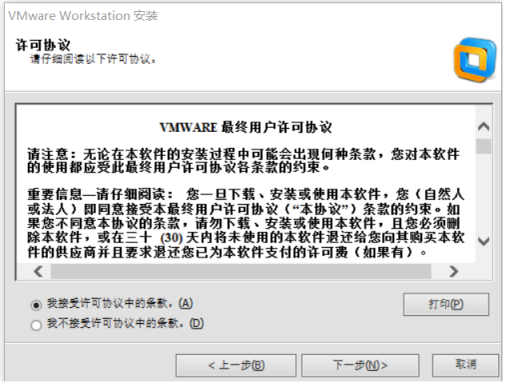 VMware Workstation 安装
许可协议
请仔细阅读以下许可协议。
VMWARE 最终用户许可协议
请注意：无论在本软件的安装过程中可能会出现何种条款，您对本软件
的使用都应受此最终用户许可协议各条款的约束。
重要信息—请仔细阅读： 您一旦下载、安装或使用本软件，您（自然人
或法人）即同意接受本最终用户许可协议（“本协议”）条款的约束。如
果您不同意本协议的条款，请勿下载、安装或使用本软件，且您必须删
除本软件，或在三十 (30) 天内将未使用的本软件退还给您向其购买本软
件的供应商并且要求退还您已为本软件支付的许可费（如果有）。
我接受许可协议中的条款。(A)
打印(P)
我不接受许可协议中的条款。(D)
< 上一步(B)
下一步(N)>
取消